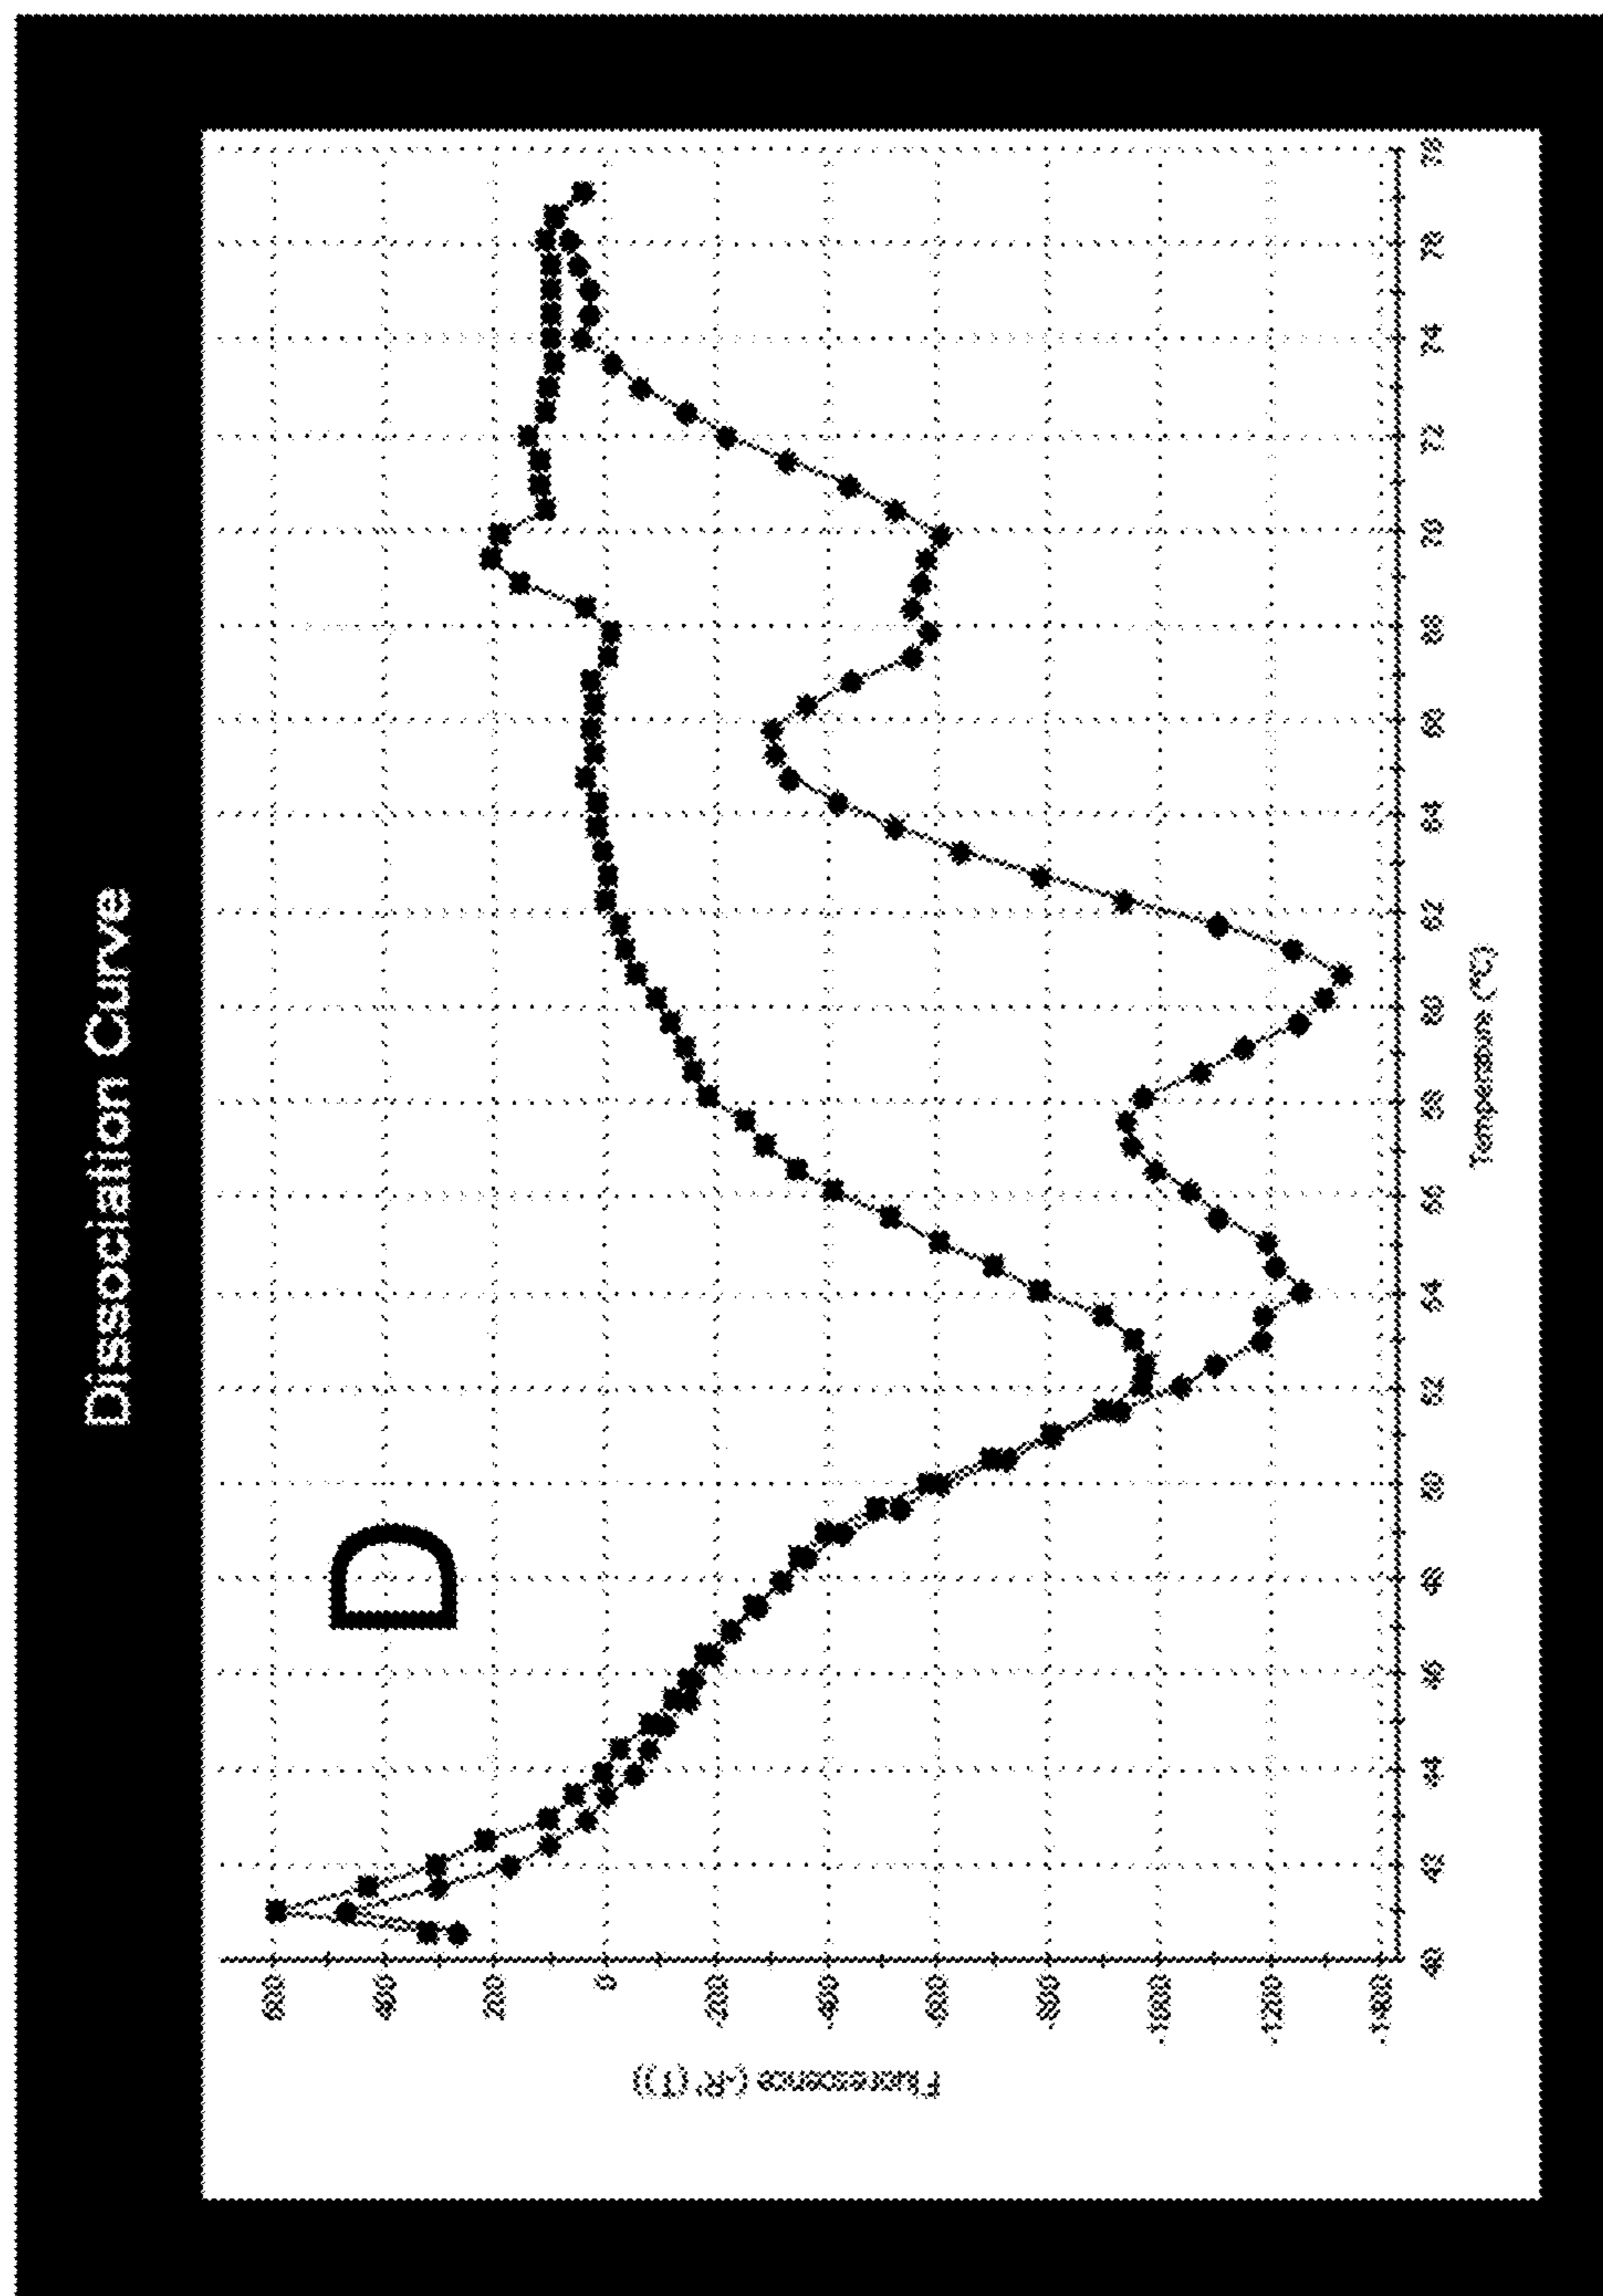 Dissociation Curve
D
600
400
200
0
-200
-400
-600
-800
-1000
-1200
-1400
Fluorescence (-R'(T))
40 42 44 46 48 50 52 54 56 58 60 62 64 66 68 70 72 74 76 78
Temperature (°C)